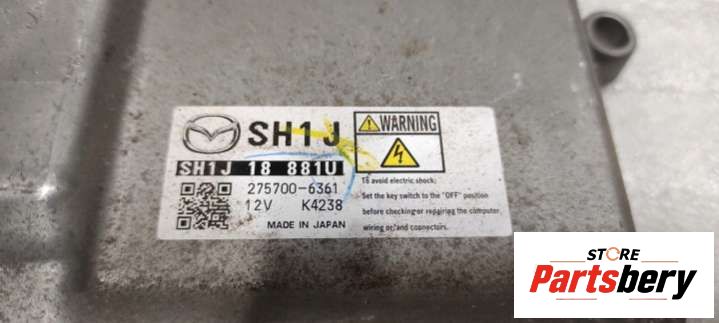 SH1J
SH1J 18 881U
275700-6361
12V K4238
MADE IN JAPAN
WARNING
To avoid electric shock;
Set the key switch to the "OFF" position
before checking or repairing the computer,
wiring or,and connectors.
STORE
Partsbery